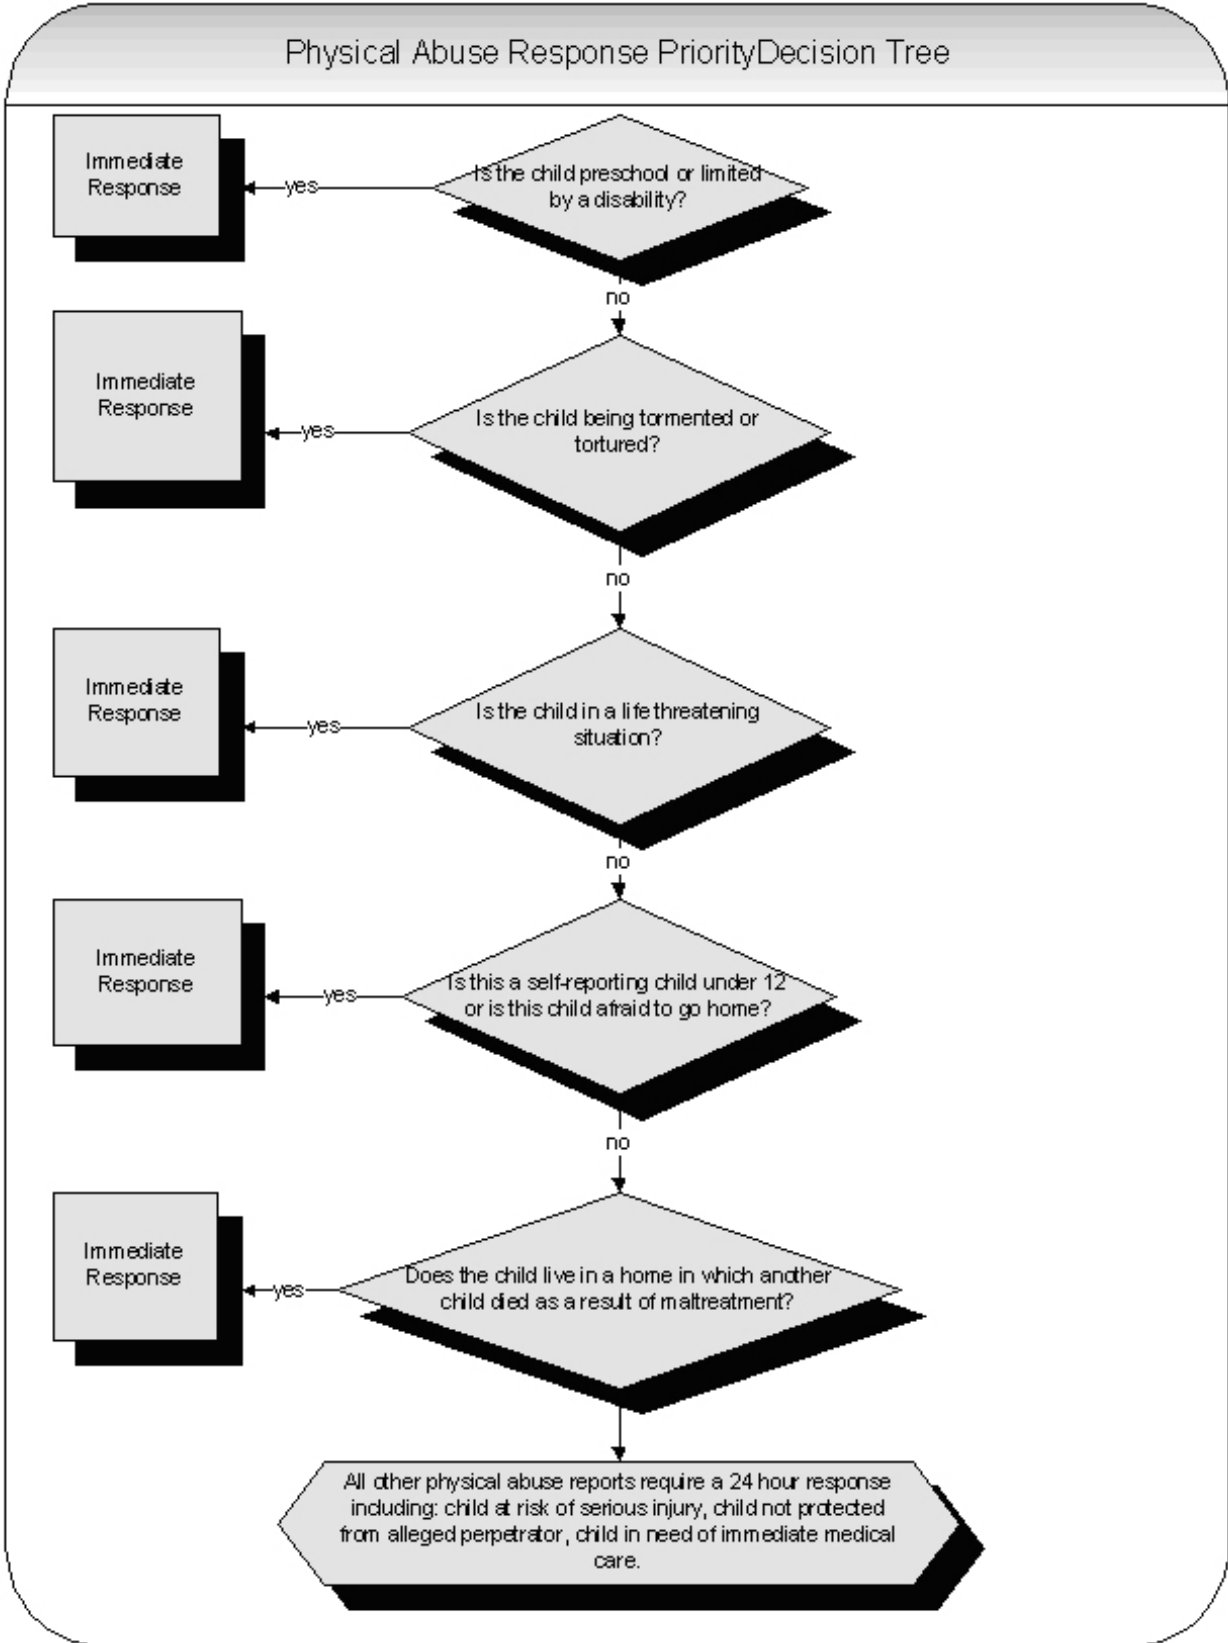 Physical Abuse Response PriorityDecision Tree
Immediate
Response
yes
Is the child preschool or limited
by a disability?
no
Immediate
Response
yes
Is the child being tormented or
tortured?
no
Immediate
Response
yes
Is the child in a life threatening
situation?
no
Immediate
Response
yes
Is this a self-reporting child under 12
or is this child afraid to go home?
no
Immediate
Response
yes
Does the child live in a home in which another
child died as a result of maltreatment?
All other physical abuse reports require a 24 hour response
including: child at risk of serious injury, child not protected
from alleged perpetrator, child in need of immediate medical
care.